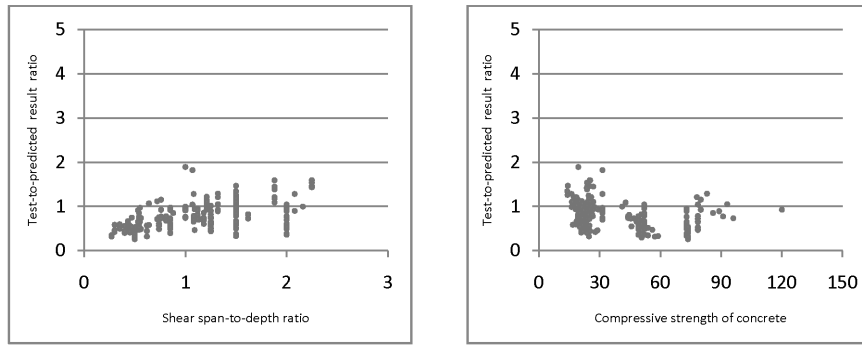 Test-to-predicted result ratio
5
4
3
2
1
0
0 1 2 3
Shear span-to-depth ratio
Test-to-predicted result ratio
5
4
3
2
1
0
0 30 60 90 120 150
Compressive strength of concrete